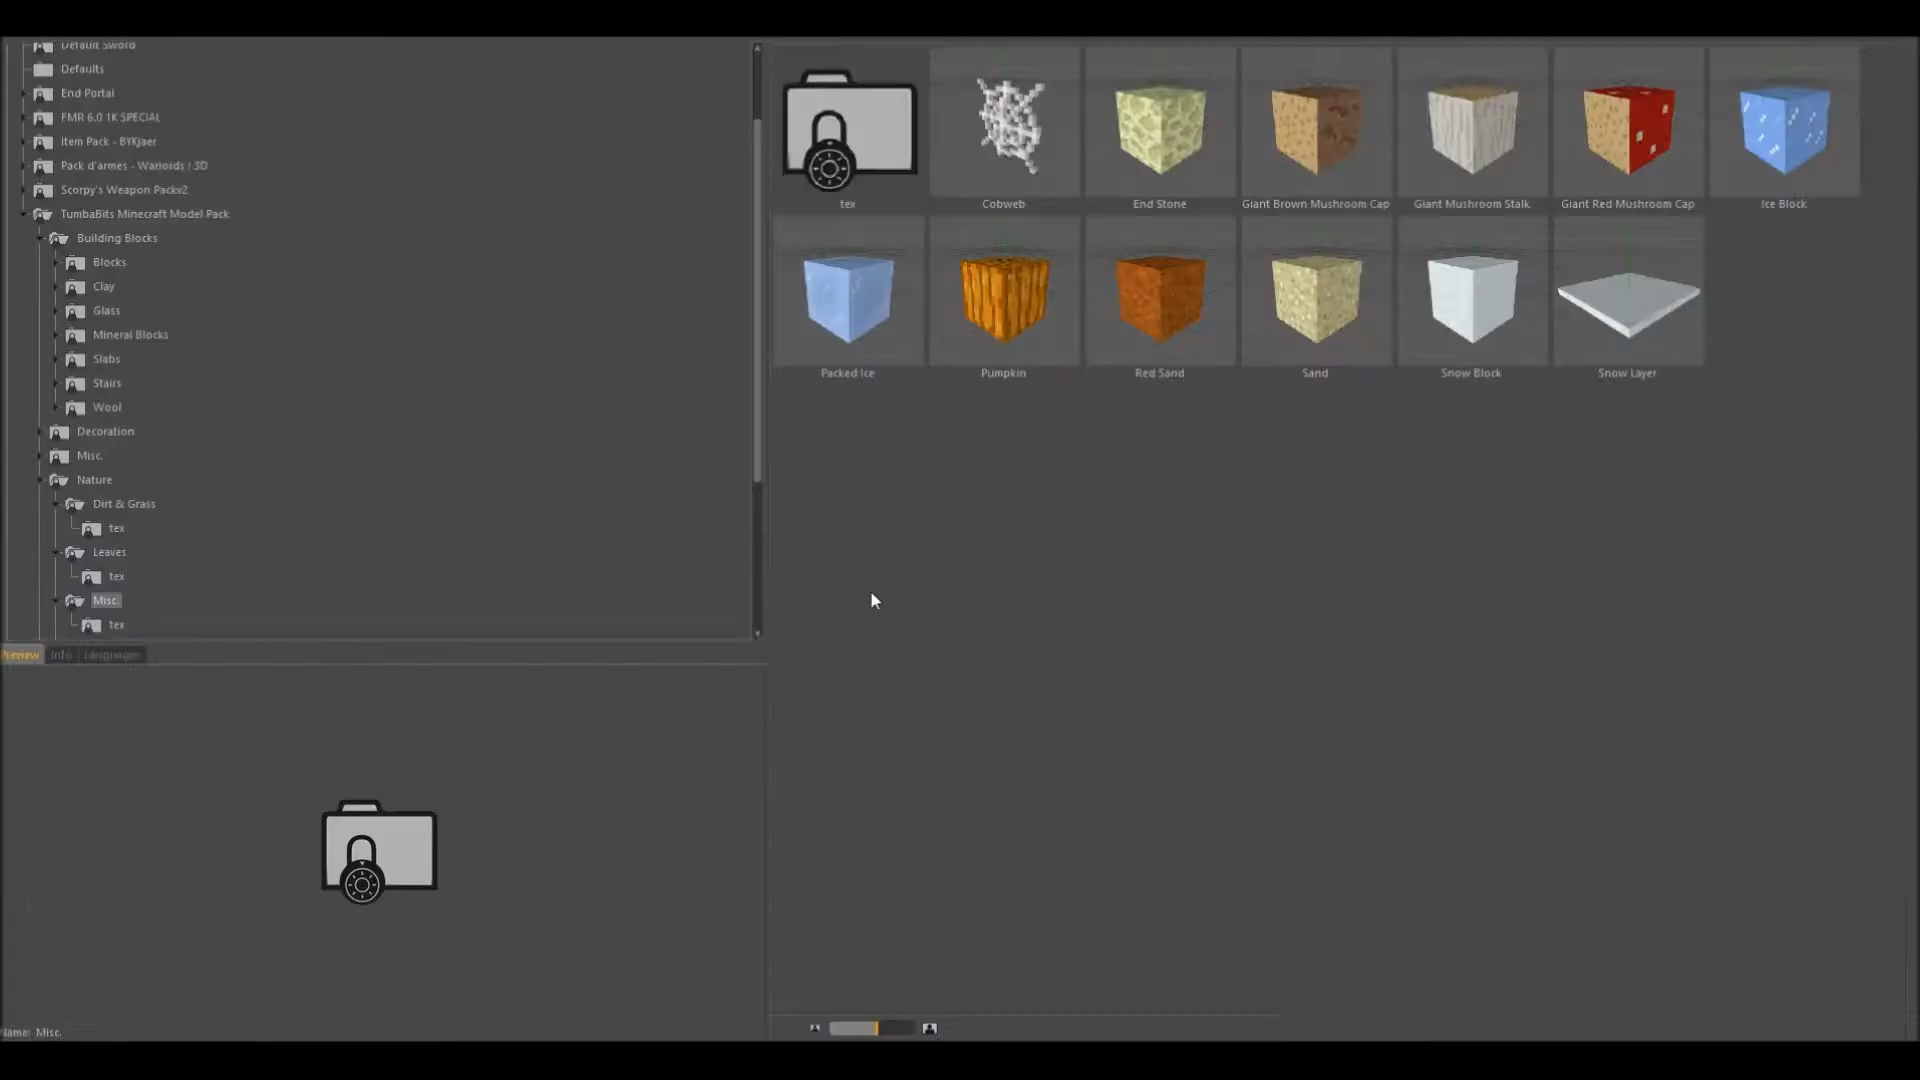 Default Sword
Defaults
End Portal
FMR 6.0 1K SPECIAL
Item Pack - BYKjaer
Pack d'armes - Warlords ! 3D
Scorpy's Weapon Packv2
TumbaBits Minecraft Model Pack
Building Blocks
Blocks
Clay
Glass
Mineral Blocks
Slabs
Stairs
Wool
Decoration
Misc.
Nature
Dirt & Grass
tex
Leaves
tex
Misc.
tex
Preview Info Languages
Name: Misc.
tex Cobweb End Stone Giant Brown Mushroom Cap Giant Mushroom Stalk Giant Red Mushroom Cap Ice Block
Packed Ice Pumpkin Red Sand Sand Snow Block Snow Layer